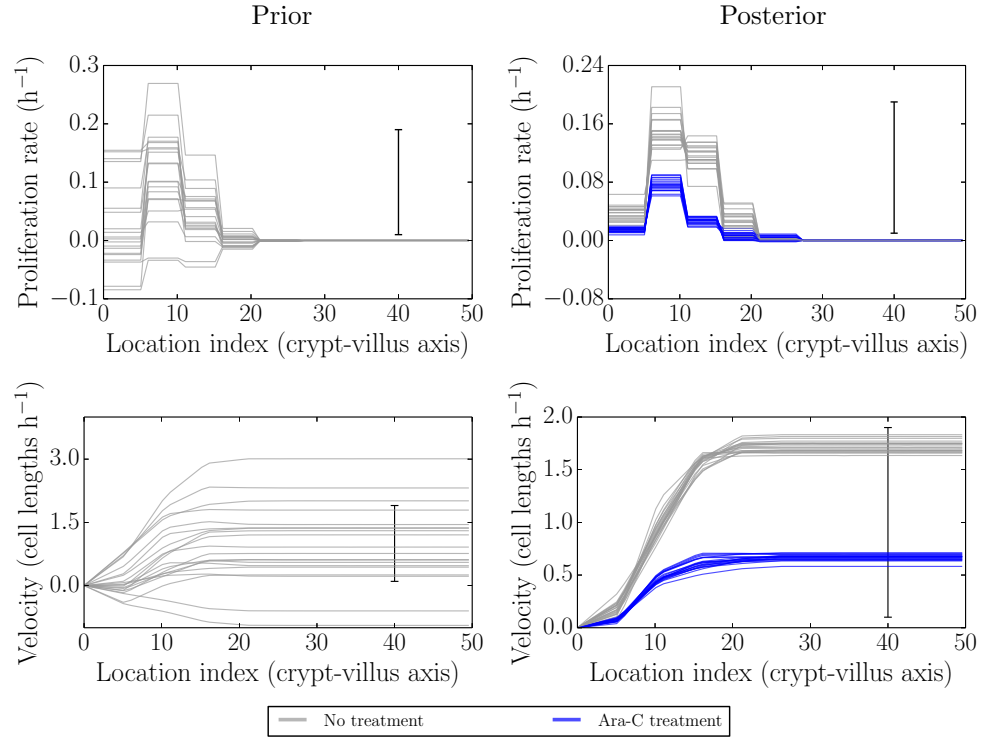 Prior
Posterior
Proliferation rate (h⁻¹)
0.3
0.2
0.1
0.0
−0.1
0 10 20 30 40 50
Location index (crypt-villus axis)
Proliferation rate (h⁻¹)
0.24
0.16
0.08
0.00
−0.08
0 10 20 30 40 50
Location index (crypt-villus axis)
Velocity (cell lengths h⁻¹)
3.0
1.5
0.0
0 10 20 30 40 50
Location index (crypt-villus axis)
Velocity (cell lengths h⁻¹)
2.0
1.5
1.0
0.5
0.0
0 10 20 30 40 50
Location index (crypt-villus axis)
No treatment
Ara-C treatment